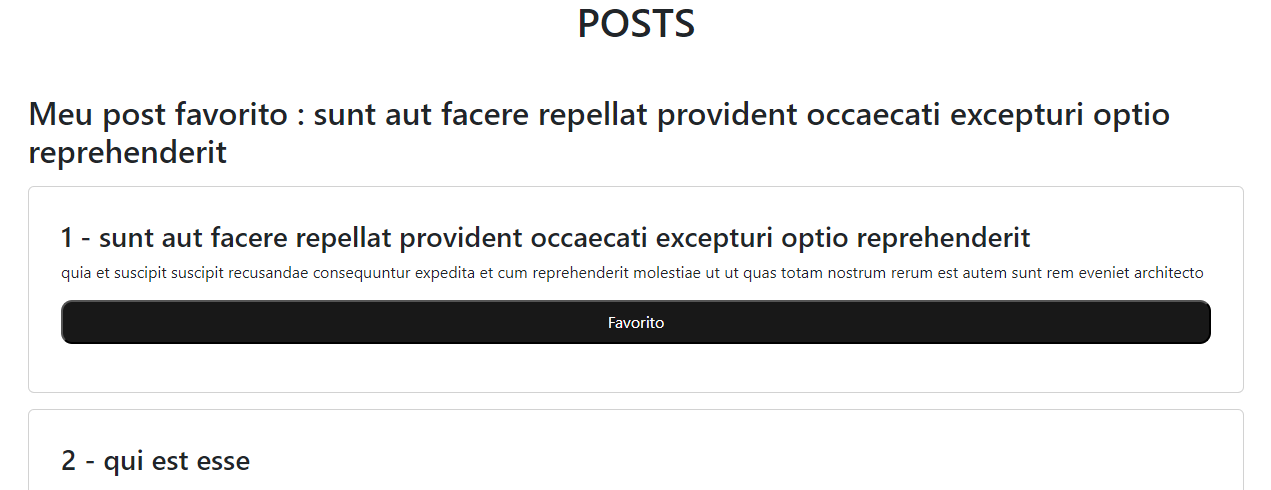 POSTS
Meu post favorito : sunt aut facere repellat provident occaecati excepturi optio
reprehenderit
1 - sunt aut facere repellat provident occaecati excepturi optio reprehenderit
quia et suscipit suscipit recusandae consequuntur expedita et cum reprehenderit molestiae ut ut quas totam nostrum rerum est autem sunt rem eveniet architecto
Favorito
2 - qui est esse